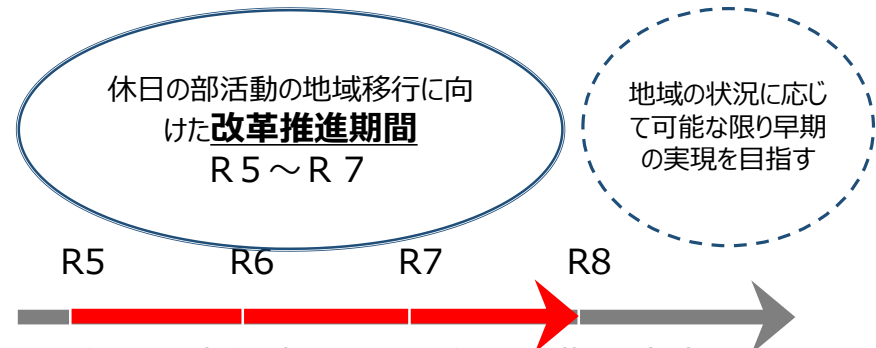 休日の部活動の地域移行に向
けた改革推進期間
R５～R７
地域の状況に応じ
て可能な限り早期
の実現を目指す
R5 R6 R7 R8